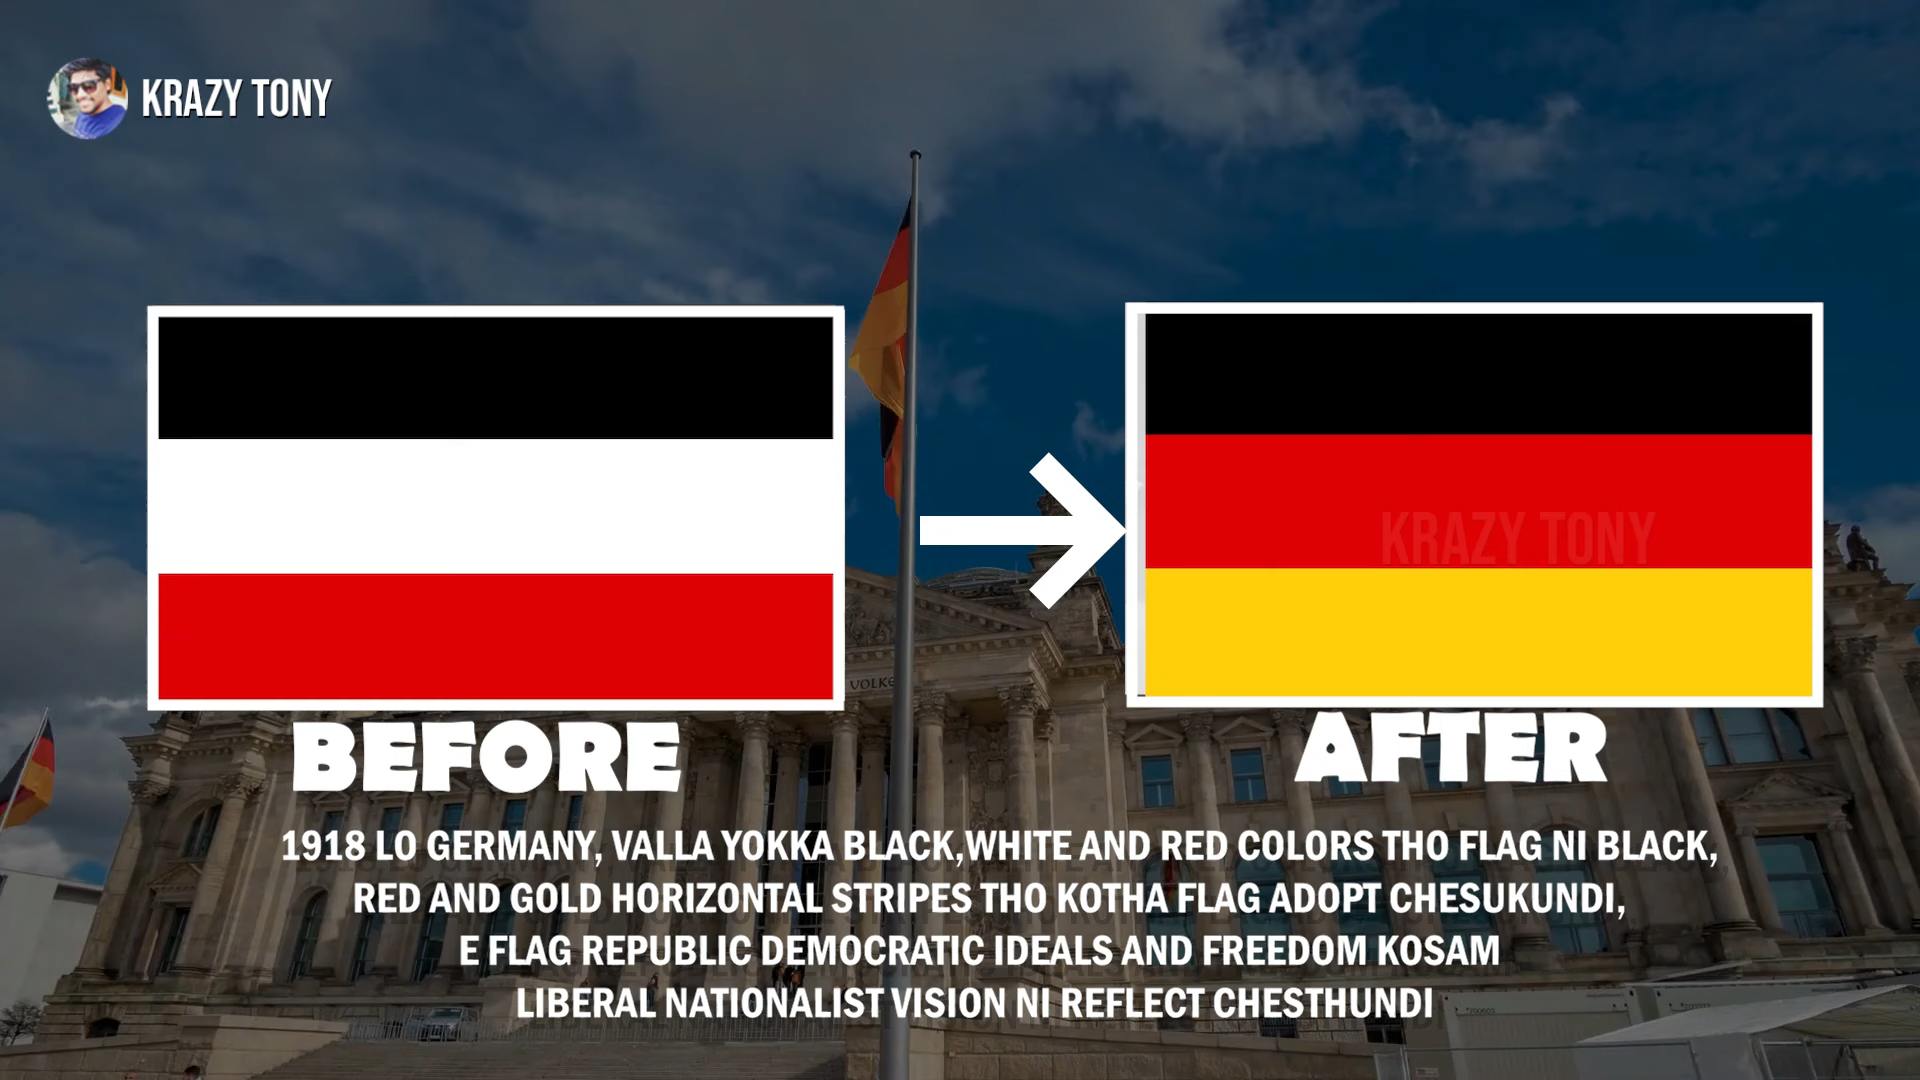 KRAZY TONY
KRAZY TONY
VOLKE
BEFORE
AFTER
1918 LO GERMANY, VALLA YOKKA BLACK,WHITE AND RED COLORS THO FLAG NI BLACK,
RED AND GOLD HORIZONTAL STRIPES THO KOTHA FLAG ADOPT CHESUKUNDI,
E FLAG REPUBLIC DEMOCRATIC IDEALS AND FREEDOM KOSAM
LIBERAL NATIONALIST VISION NI REFLECT CHESTHUNDI